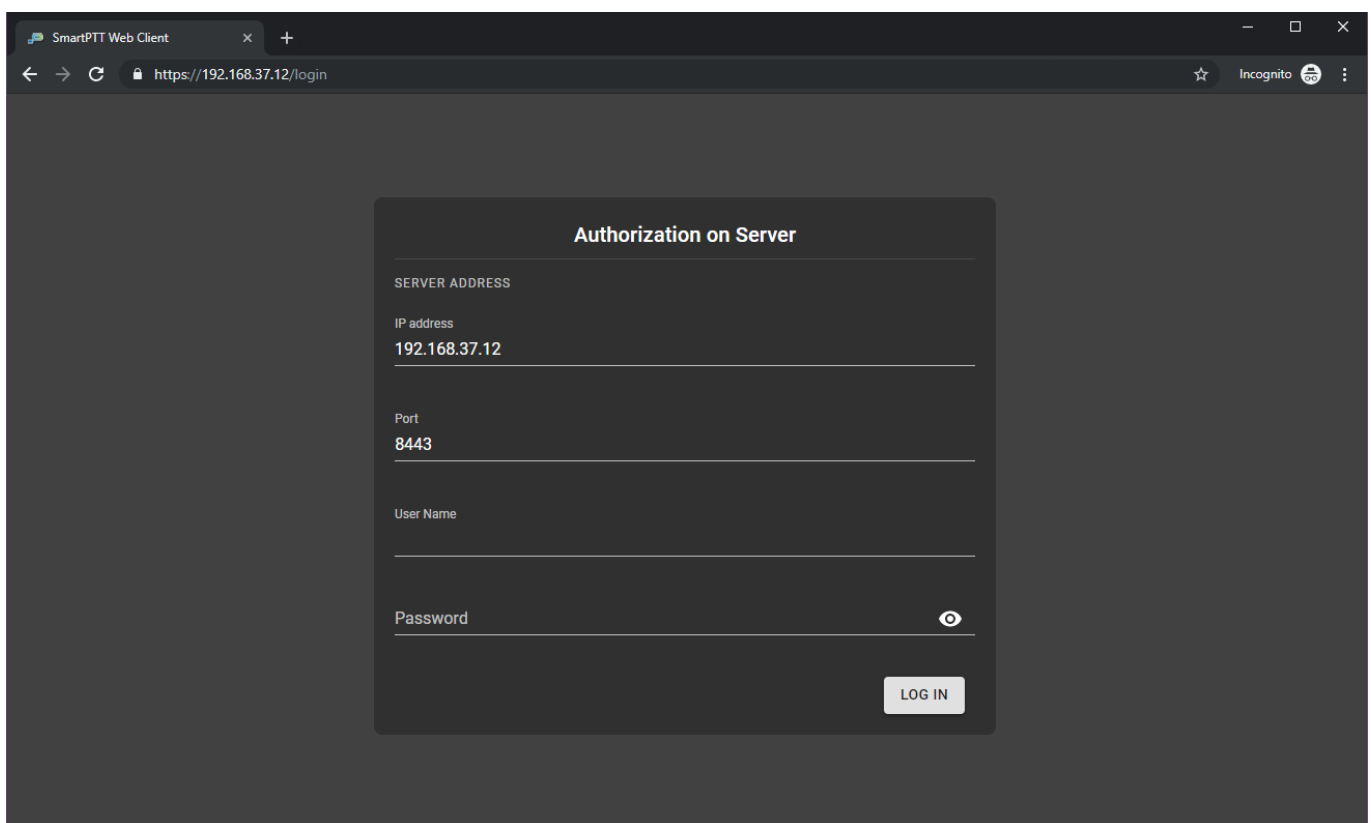 SmartPTT Web Client
https://192.168.37.12/login
Incognito
Authorization on Server
SERVER ADDRESS
IP address
192.168.37.12
Port
8443
User Name
Password
LOG IN